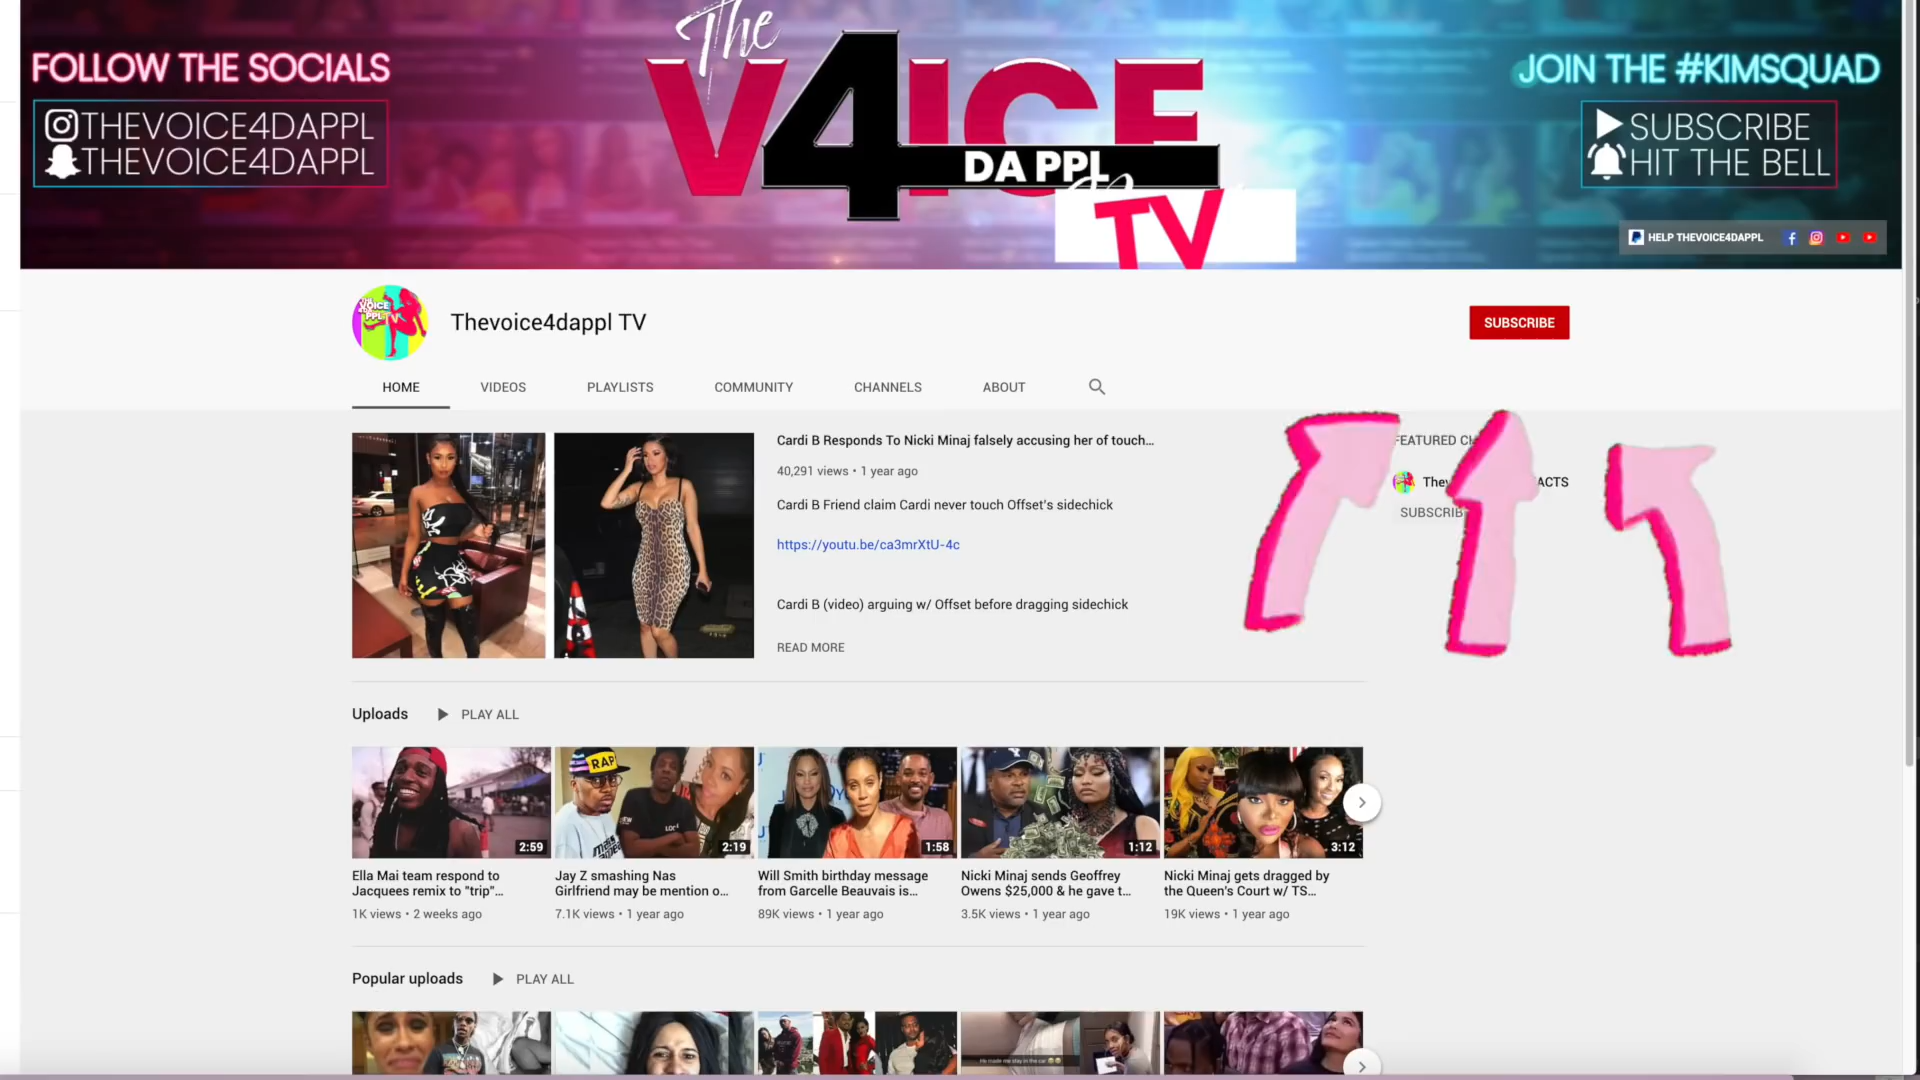 FOLLOW THE SOCIALS
THEVOICE4DAPPL
THEVOICE4DAPPL
The
V4ICE
DA PPL
TV
JOIN THE #KIMSQUAD
SUBSCRIBE
HIT THE BELL
HELP THEVOICE4DAPPL
Thevoice4dappl TV
SUBSCRIBE
HOME
VIDEOS
PLAYLISTS
COMMUNITY
CHANNELS
ABOUT
Cardi B Responds To Nicki Minaj falsely accusing her of touch...
40,291 views • 1 year ago
Cardi B Friend claim Cardi never touch Offset's sidechick
https://youtu.be/ca3mrXtU-4c
Cardi B (video) arguing w/ Offset before dragging sidechick
READ MORE
FEATURED CH
The
ACTS
SUBSCRIB
Uploads
PLAY ALL
RAP
2:59
2:19
1:58
1:12
3:12
Ella Mai team respond to
Jacquees remix to "trip"...
1K views • 2 weeks ago
Jay Z smashing Nas
Girlfriend may be mention o...
7.1K views • 1 year ago
Will Smith birthday message
from Garcelle Beauvais is...
89K views • 1 year ago
Nicki Minaj sends Geoffrey
Owens $25,000 & he gave t...
3.5K views • 1 year ago
Nicki Minaj gets dragged by
the Queen's Court w/ TS...
19K views • 1 year ago
Popular uploads
PLAY ALL